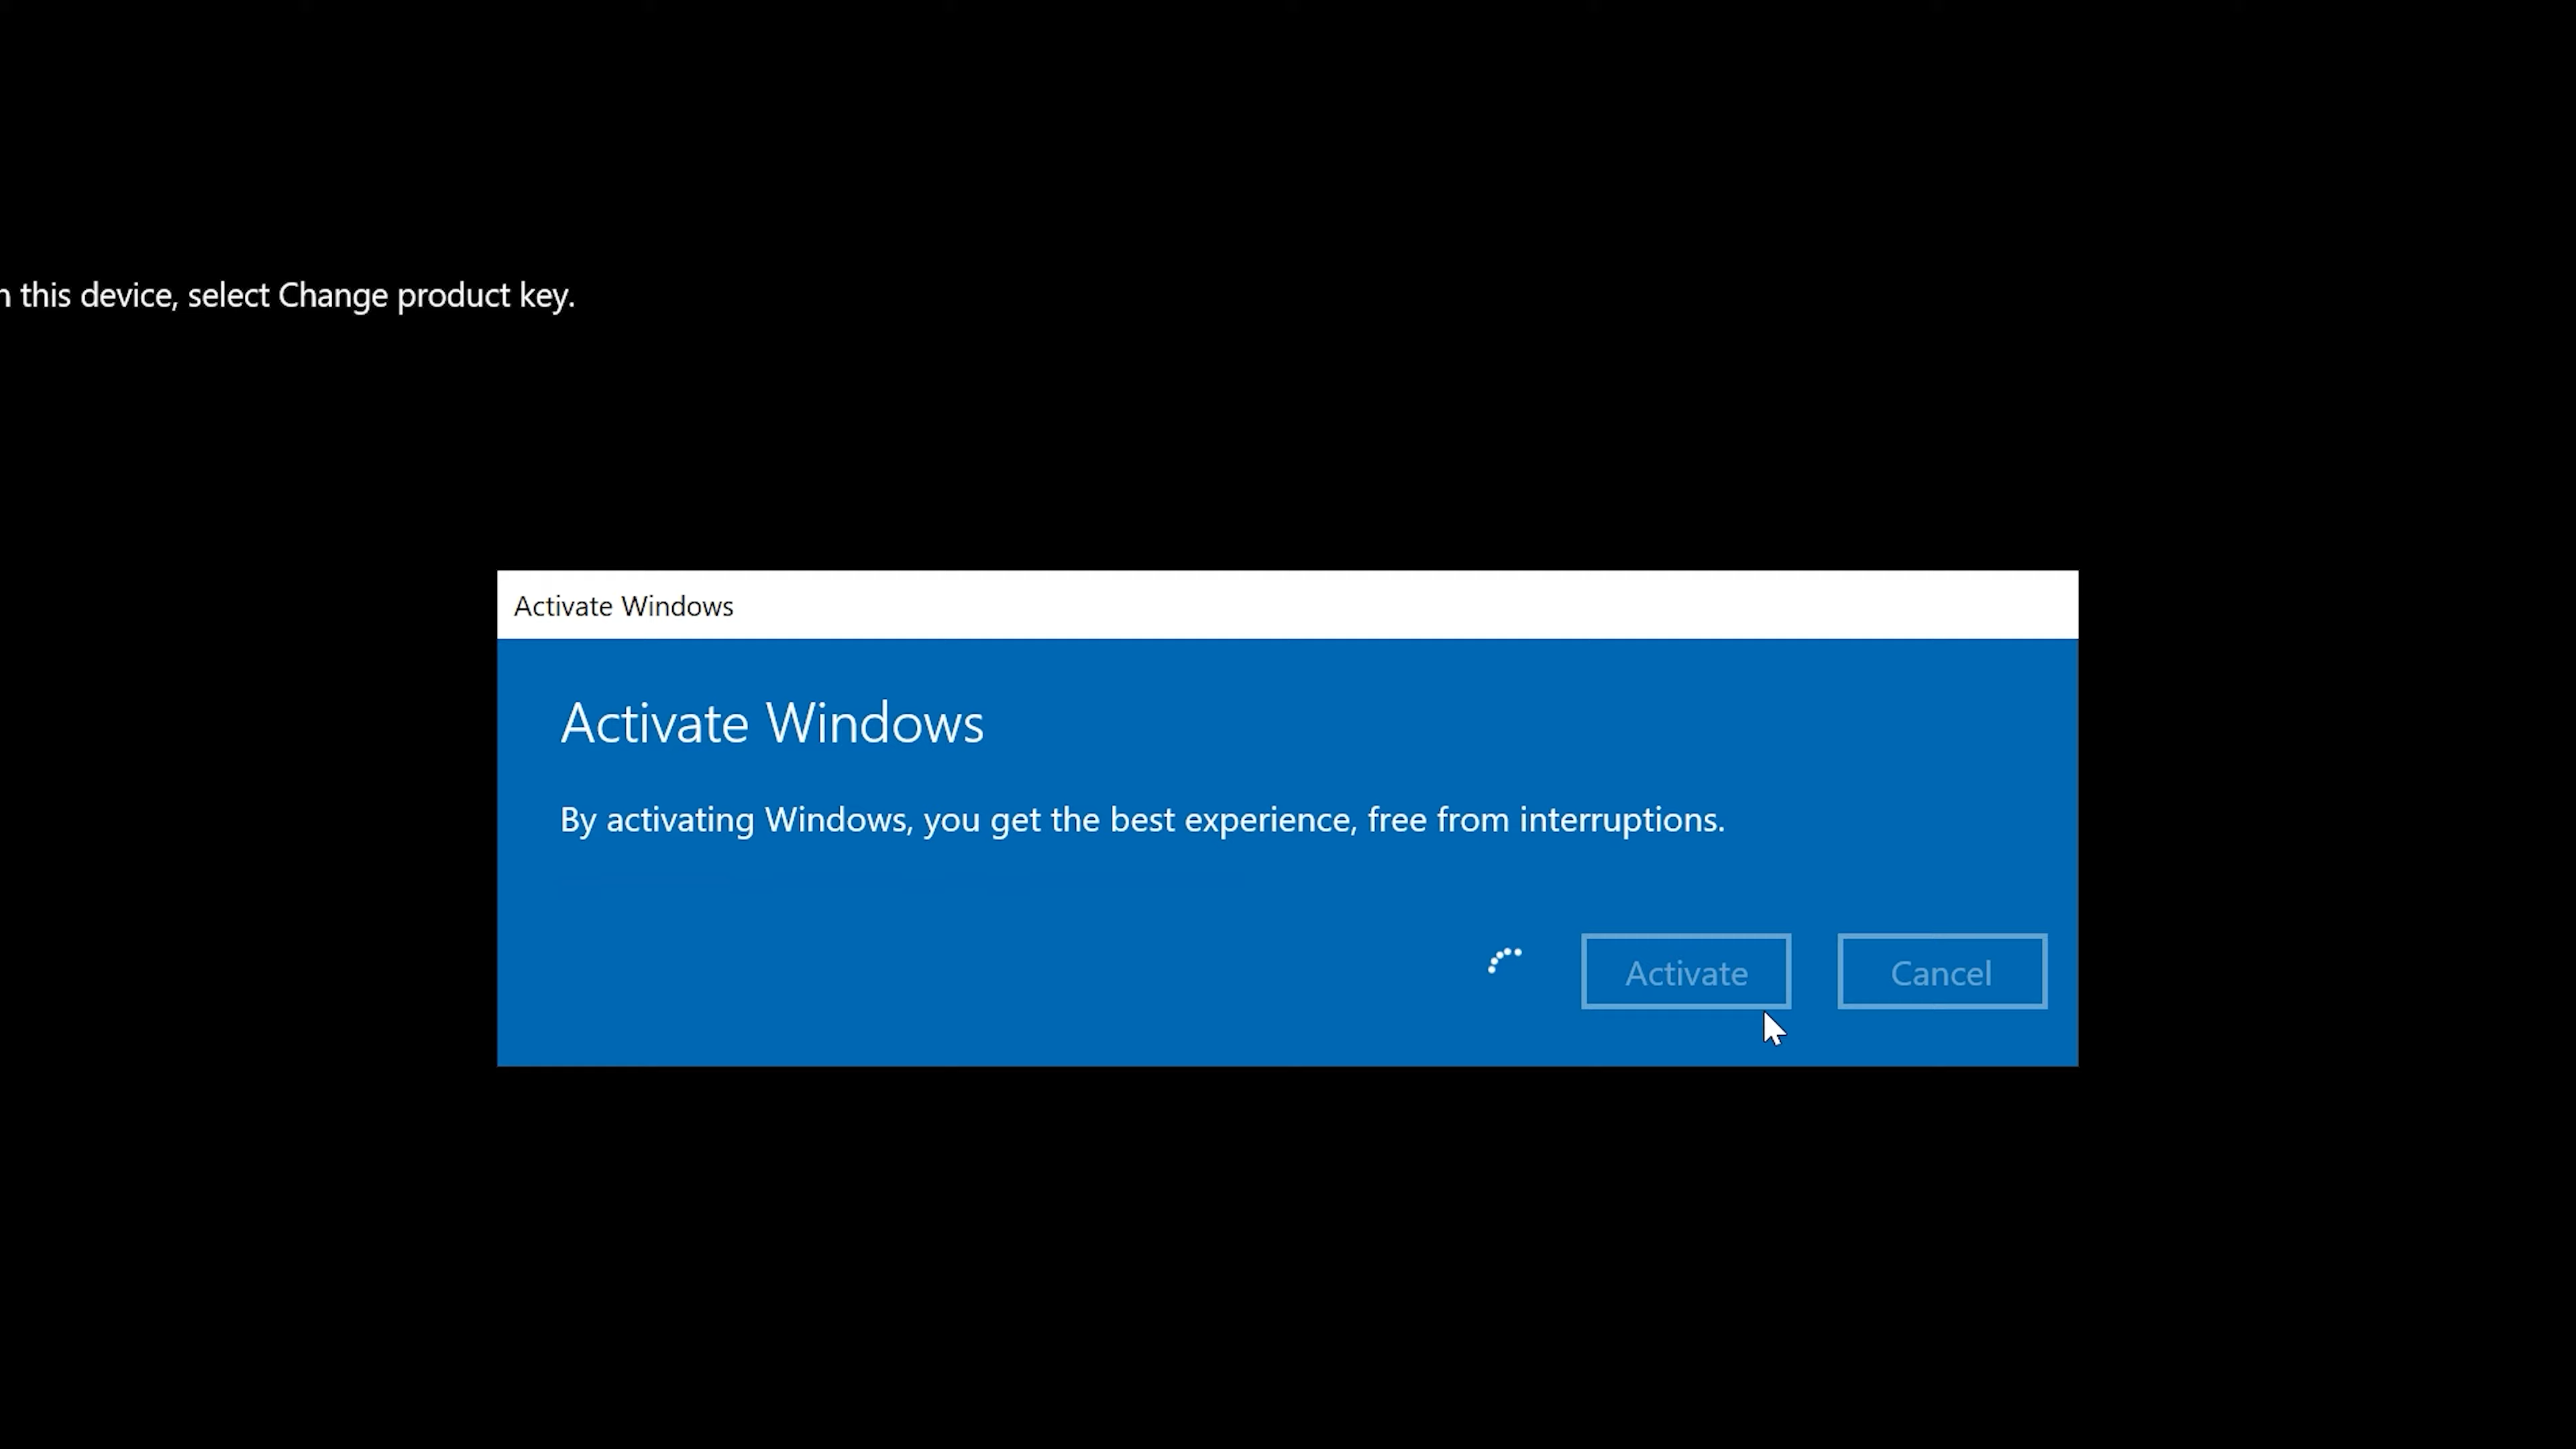 this device, select Change product key.
Activate Windows
Activate Windows
By activating Windows, you get the best experience, free from interruptions.
Activate
Cancel